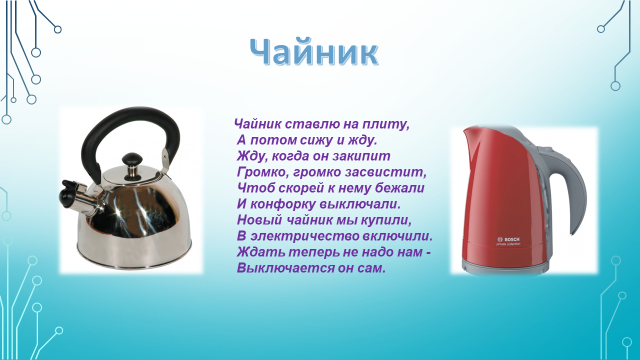 Чайник
Чайник ставлю на плиту,
А потом сижу и жду.
Жду, когда он закипит
Громко, громко засвистит,
Чтоб скорей к нему бежали
И конфорку выключали.
Новый чайник мы купили,
В электричество включили.
Ждать теперь не надо нам -
Выключается он сам.
BOSCH